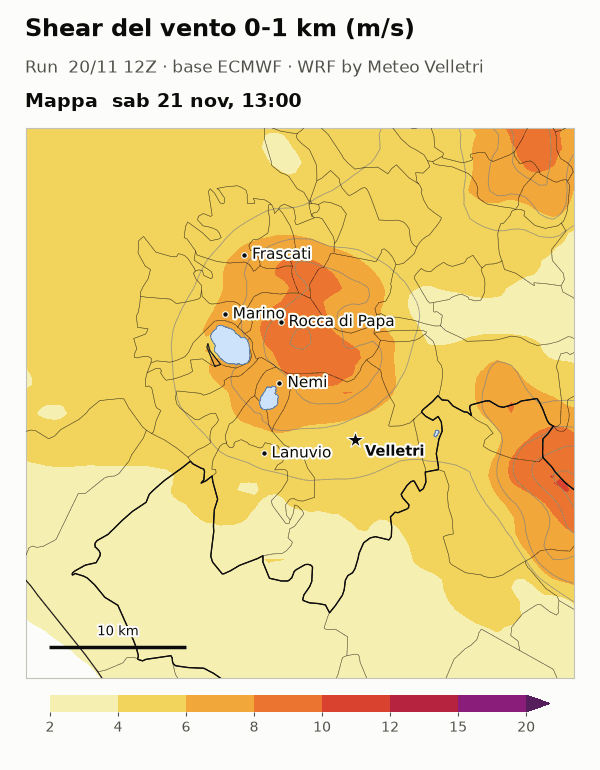 Shear del vento 0-1 km (m/s)
Run  20/11 12Z · base ECMWF · WRF by Meteo Velletri
Mappa  sab 21 nov, 13:00
Frascati
Marino
Rocca di Papa
Nemi
Velletri
Lanuvio
10 km
2 4 6 8 10 12 15 20